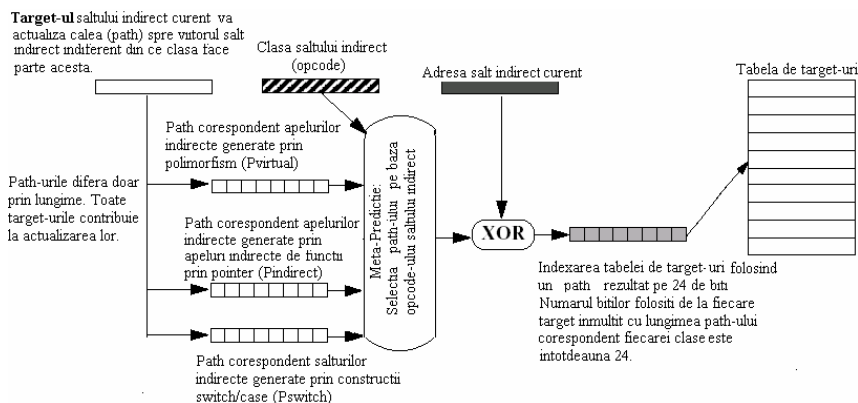 Target-ul saltului indirect curent va
actualiza calea (path) spre viitorul salt
indirect indiferent din ce clasa face
parte acesta.
Clasa saltului indirect
(opcode)
Adresa salt indirect curent
Tabela de target-uri
Path corespondent apelurilor
indirecte generate prin
polimorfism (Pvirtual)
Path-urile difera doar
prin lungime. Toate
target-urile contribuie
la actualizarea lor.
Path corespondent apelurilor
indirecte generate prin
apeluri indirecte de functii
prin pointer (Pindirect)
Meta-Predictie:
Selectia path-ului pe baza
opcode-ului saltului indirect
XOR
Indexarea tabelei de target-uri folosind
un path rezultat pe 24 de biti
Numarul bitilor folositi de la fiecare
target inmultit cu lungimea path-ului
corespondent fiecarei clase este
intotdeauna 24.
Path corespondent salturilor
indirecte generate prin constructii
switch/case (Pswitch)